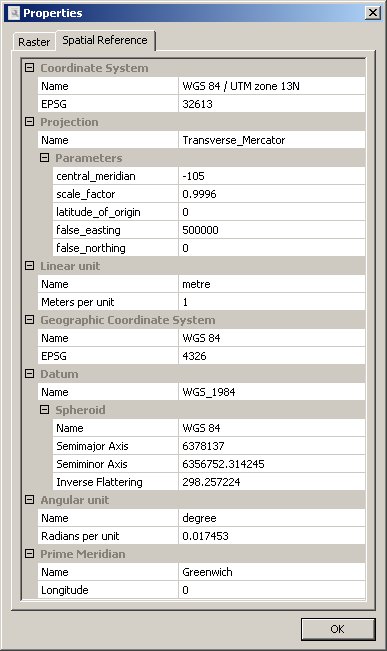 Properties
Raster
Spatial Reference
Coordinate System
Name WGS 84 / UTM zone 13N
EPSG 32613
Projection
Name Transverse_Mercator
Parameters
central_meridian -105
scale_factor 0.9996
latitude_of_origin 0
false_easting 500000
false_northing 0
Linear unit
Name metre
Meters per unit 1
Geographic Coordinate System
Name WGS 84
EPSG 4326
Datum
Name WGS_1984
Spheroid
Name WGS 84
Semimajor Axis 6378137
Semiminor Axis 6356752.314245
Inverse Flattering 298.257224
Angular unit
Name degree
Radians per unit 0.017453
Prime Meridian
Name Greenwich
Longitude 0
OK